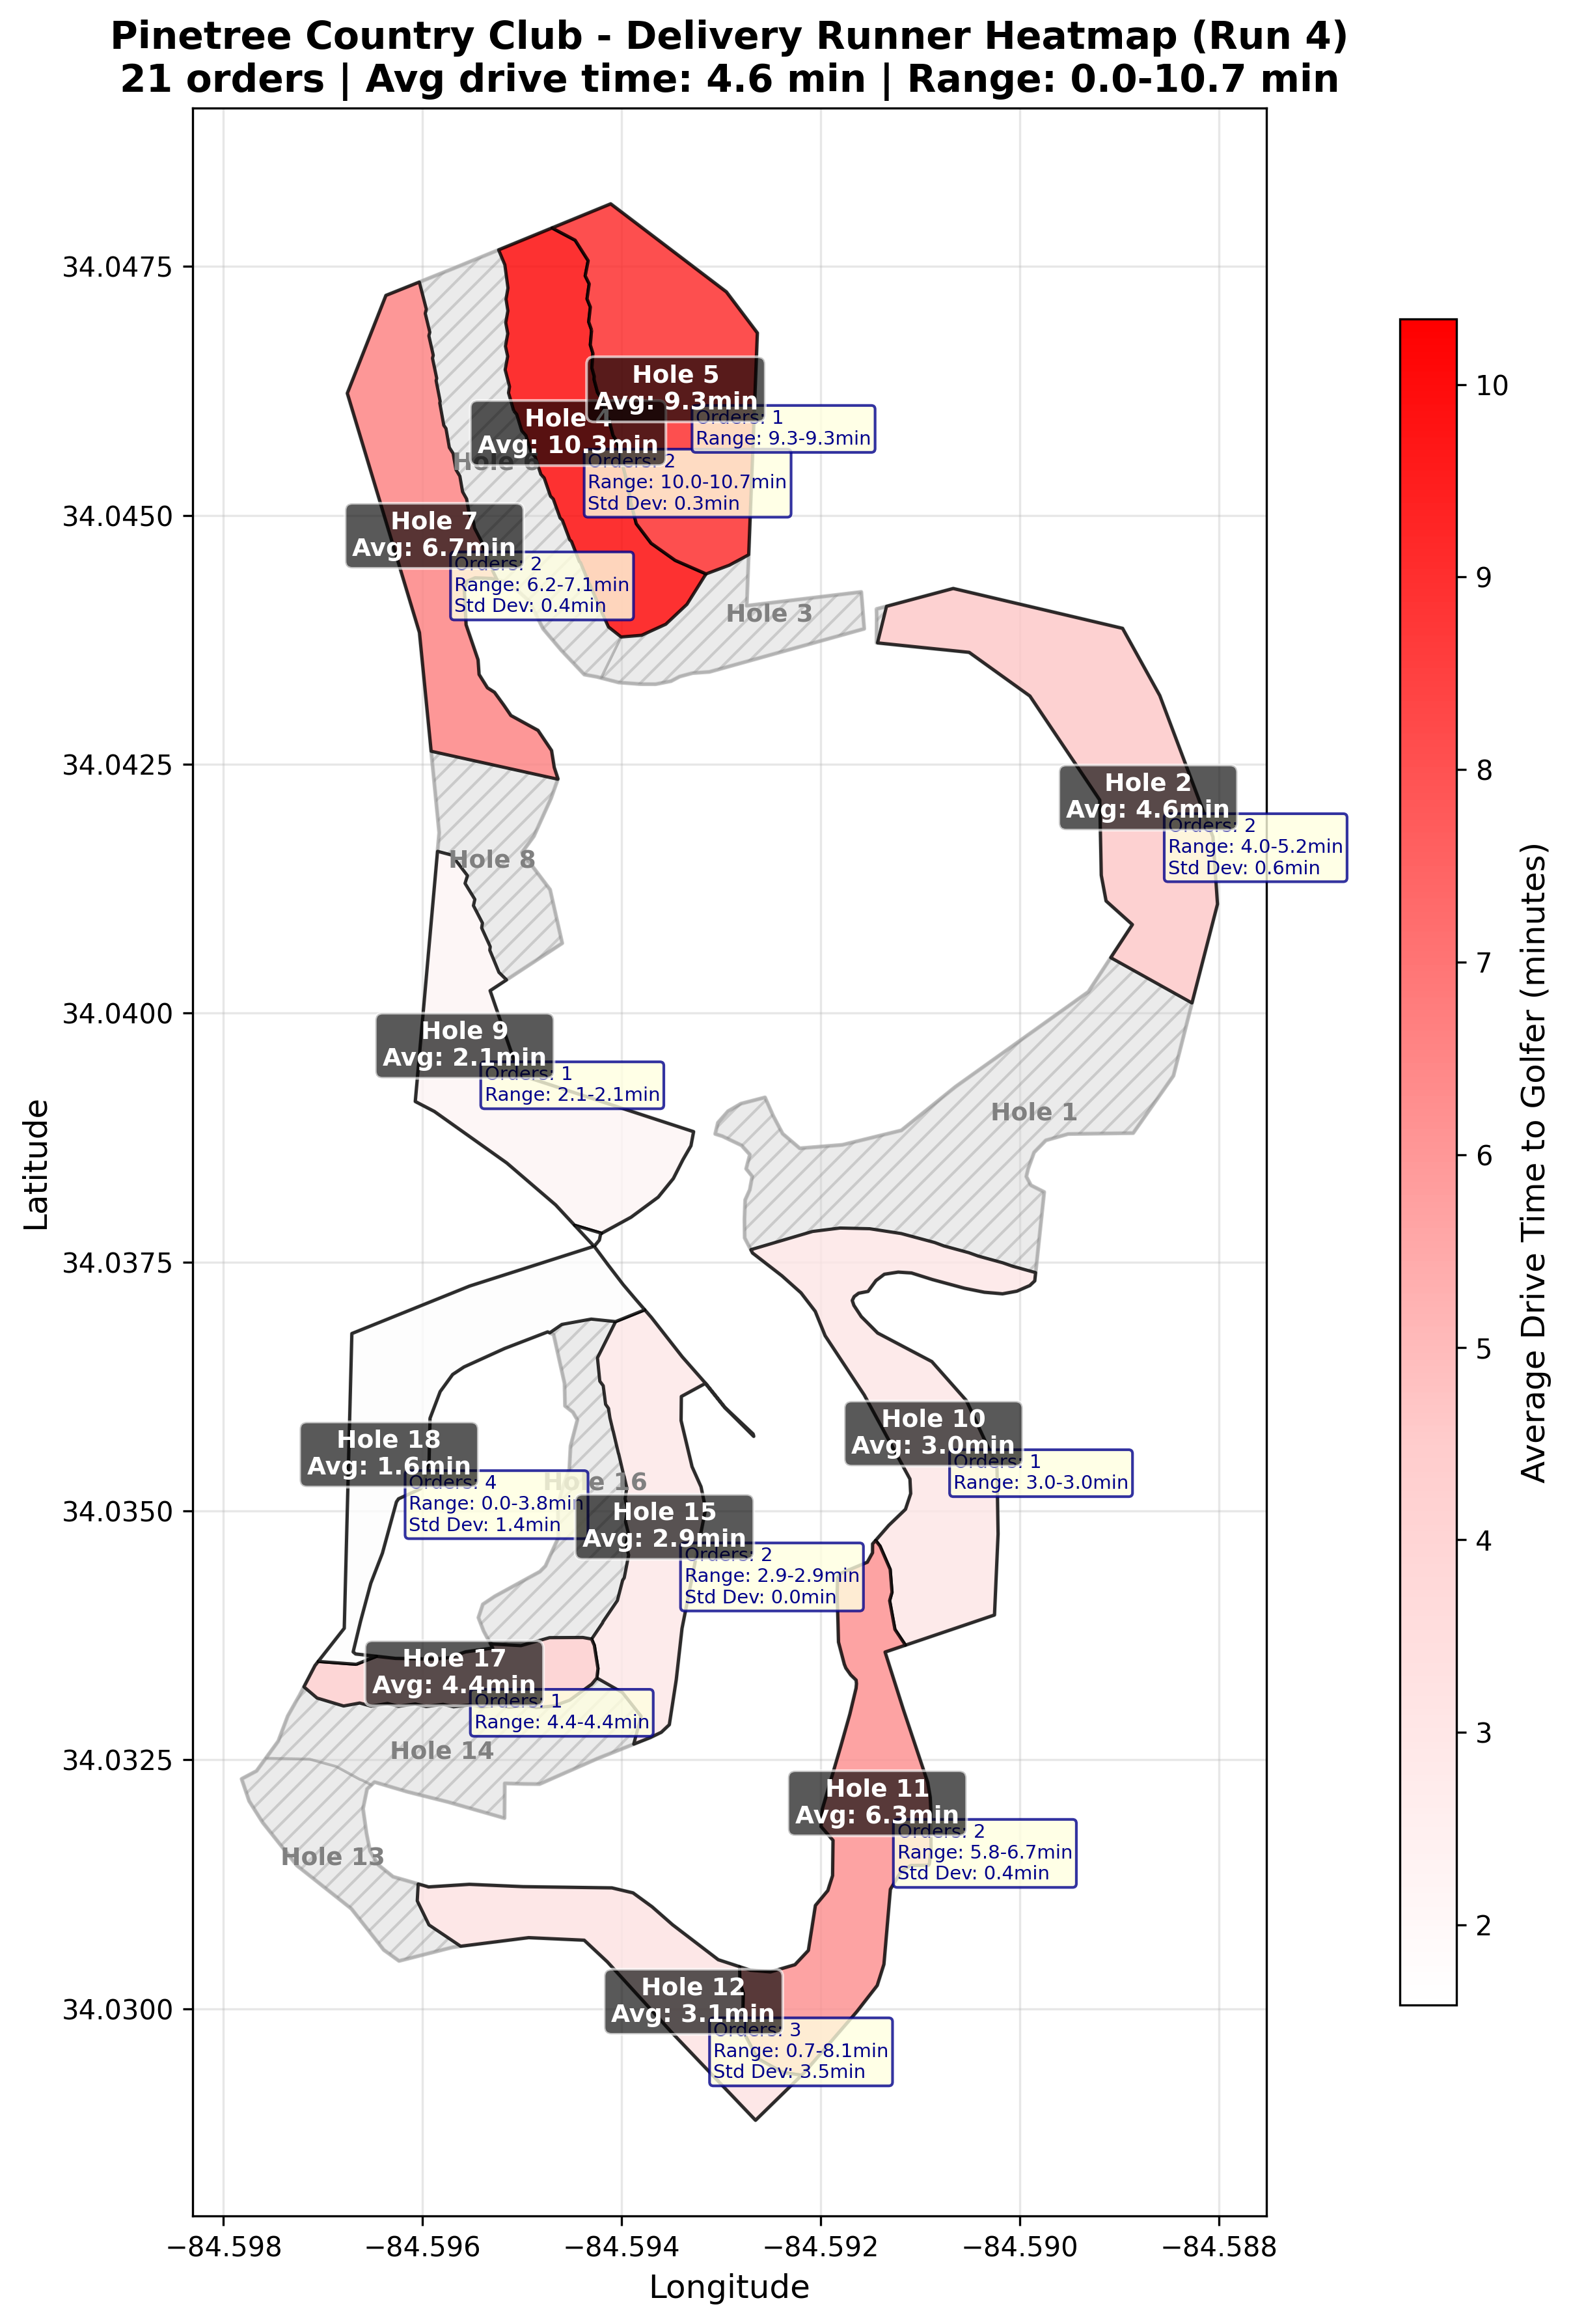 Pinetree Country Club - Delivery Runner Heatmap (Run 4)
21 orders | Avg drive time: 4.6 min | Range: 0.0-10.7 min
34.0475
34.0450
34.0425
34.0400
34.0375
34.0350
34.0325
34.0300
Latitude
−84.598
−84.596
−84.594
−84.592
−84.590
−84.588
Longitude
Hole 5
Avg: 9.3min
Orders: 1
Range: 9.3-9.3min
Hole 4
Avg: 10.3min
Orders: 2
Range: 10.0-10.7min
Std Dev: 0.3min
Hole 6
Hole 7
Avg: 6.7min
Orders: 2
Range: 6.2-7.1min
Std Dev: 0.4min
Hole 3
Hole 2
Avg: 4.6min
Orders: 2
Range: 4.0-5.2min
Std Dev: 0.6min
Hole 8
Hole 9
Avg: 2.1min
Orders: 1
Range: 2.1-2.1min
Hole 1
Hole 10
Avg: 3.0min
Orders: 1
Range: 3.0-3.0min
Hole 18
Avg: 1.6min
Orders: 4
Range: 0.0-3.8min
Std Dev: 1.4min
Hole 16
Hole 15
Avg: 2.9min
Orders: 2
Range: 2.9-2.9min
Std Dev: 0.0min
Hole 17
Avg: 4.4min
Orders: 1
Range: 4.4-4.4min
Hole 14
Hole 11
Avg: 6.3min
Orders: 2
Range: 5.8-6.7min
Std Dev: 0.4min
Hole 13
Hole 12
Avg: 3.1min
Orders: 3
Range: 0.7-8.1min
Std Dev: 3.5min
10
9
8
7
6
5
4
3
2
Average Drive Time to Golfer (minutes)